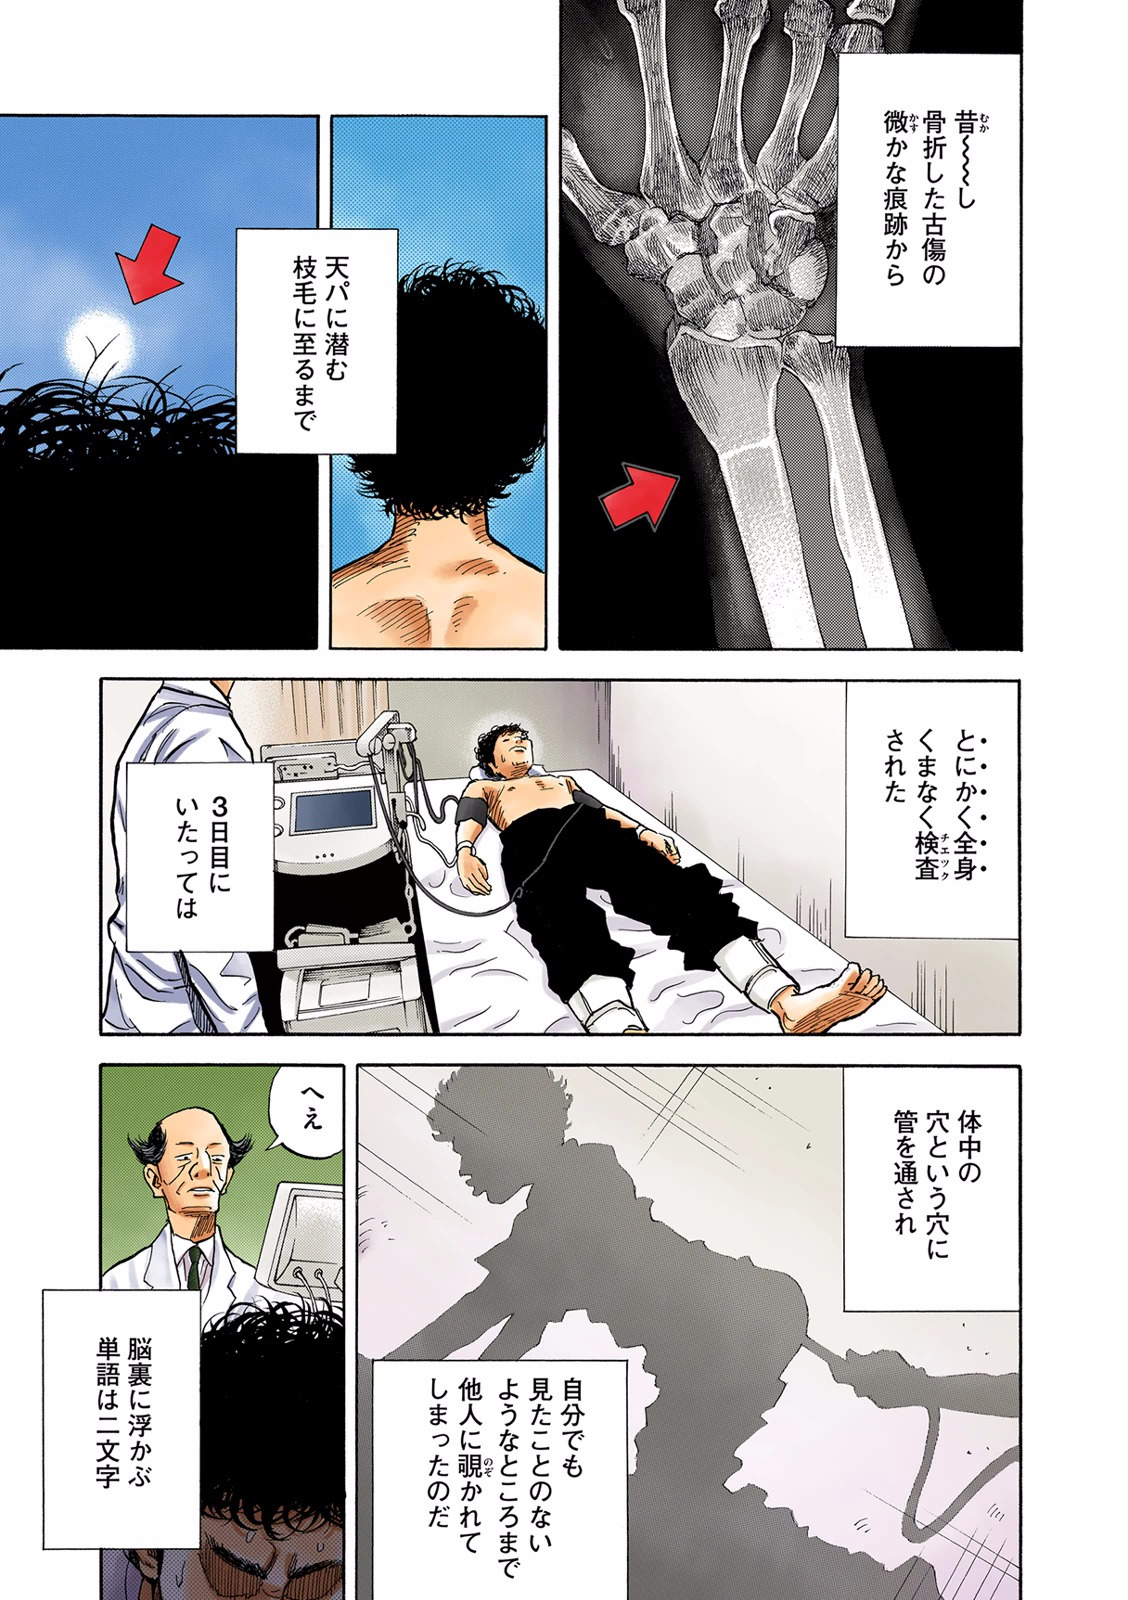 昔〜〜〜し
骨折した古傷の
微かな痕跡から
天パに潜む
枝毛に至るまで
とにかく全身
くまなく検査
された
3日目に
いたっては
体中の
穴という穴に
管を通され
自分でも
見たことのない
ようなところまで
他人に覗かれて
しまったのだ
へえ
脳裏に浮かぶ
単語は二文字